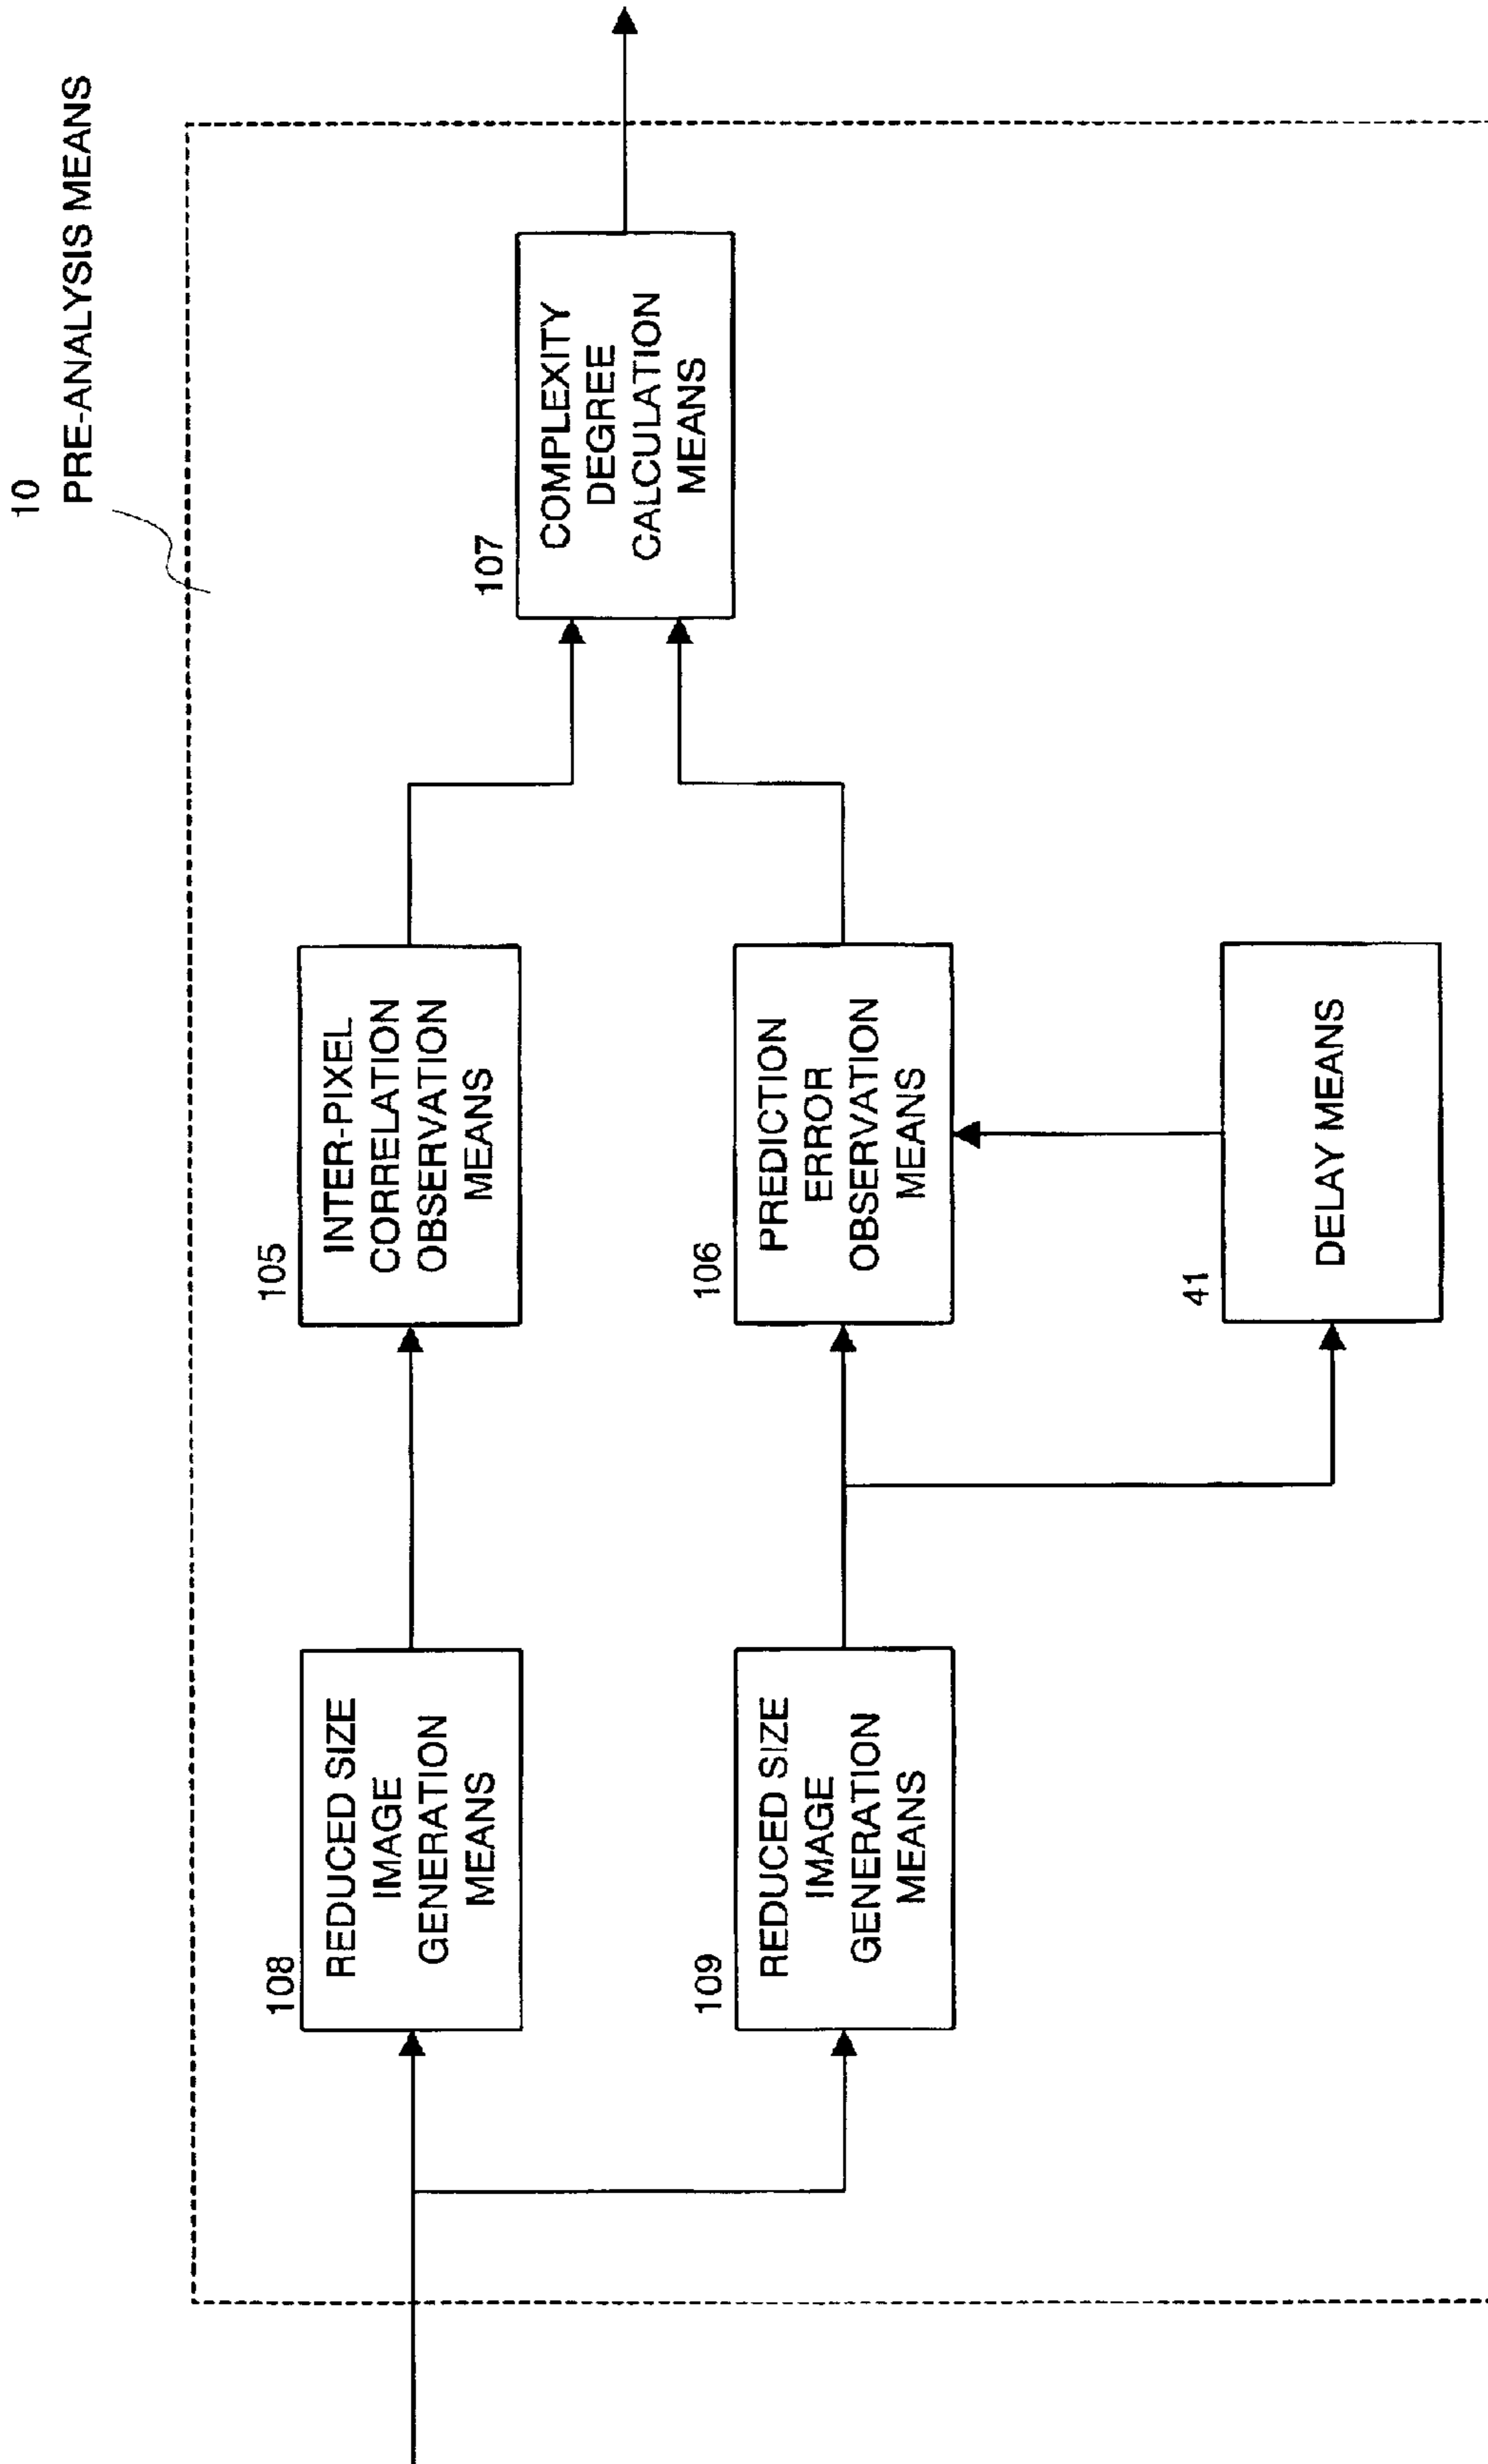 10
PRE-ANALYSIS MEANS
108
REDUCED SIZE
IMAGE
GENERATION
MEANS
105
INTER-PIXEL
CORRELATION
OBSERVATION
MEANS
107
COMPLEXITY
DEGREE
CALCULATION
MEANS
109
REDUCED SIZE
IMAGE
GENERATION
MEANS
106
PREDICTION
ERROR
OBSERVATION
MEANS
41
DELAY MEANS